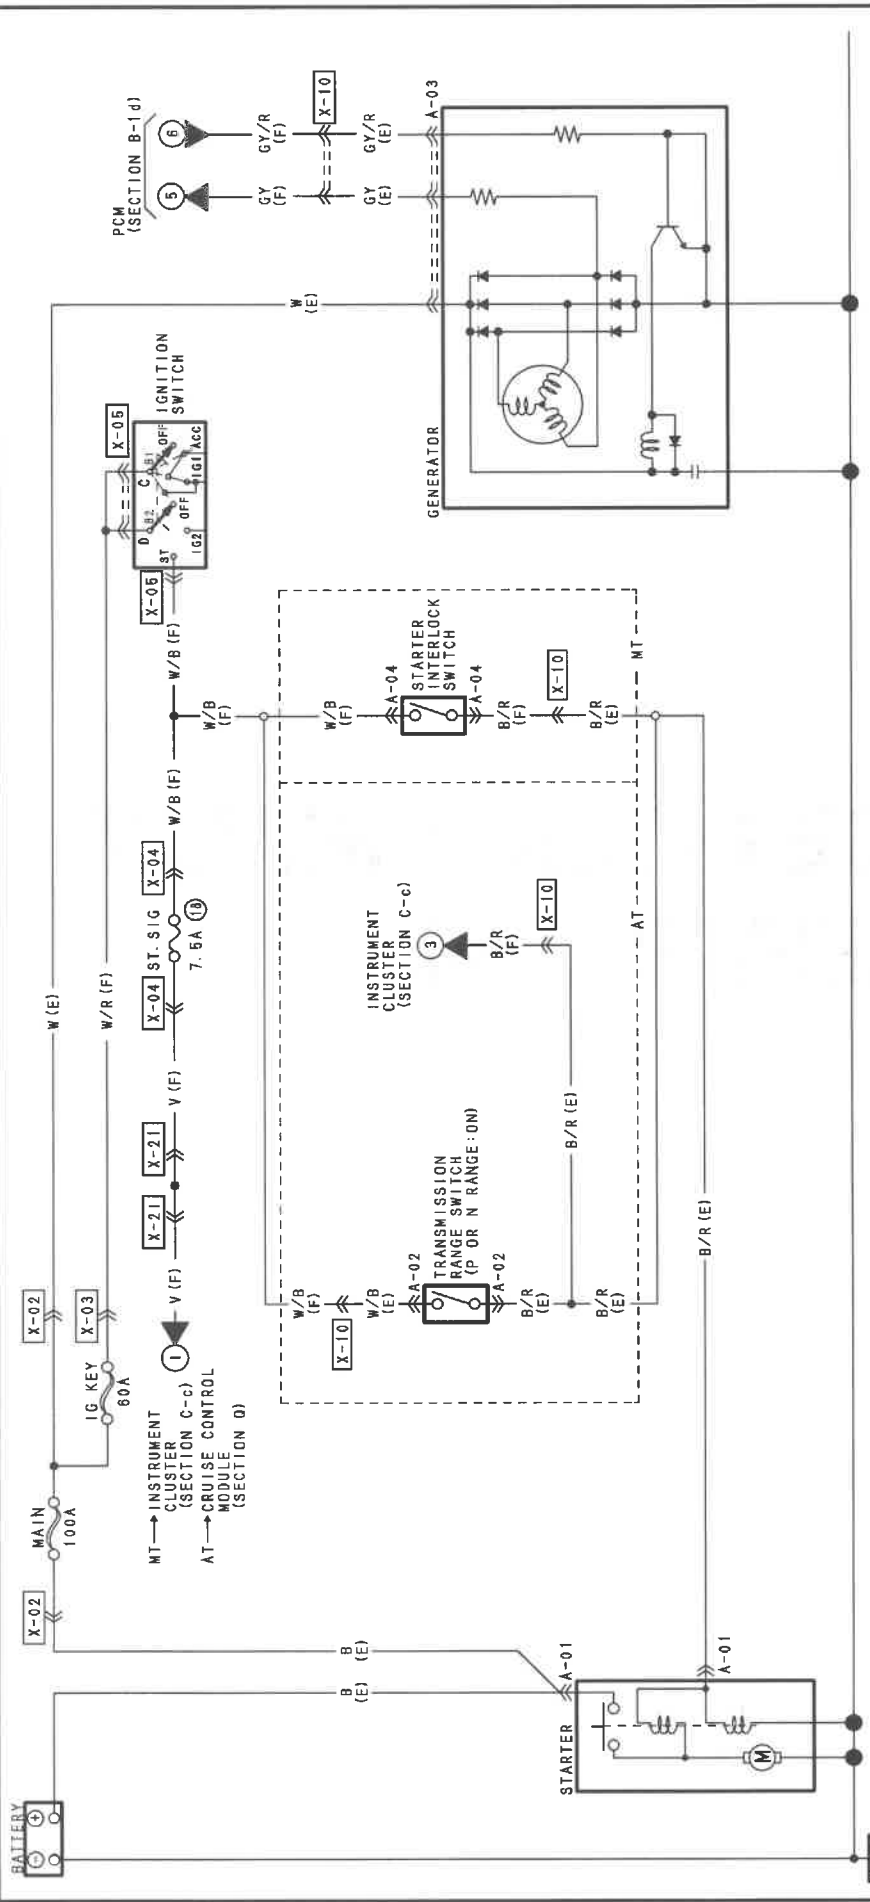 BATTERY
− +
X-02
MAIN
100A
X-02
IG KEY
60A
X-03
W (E)
W/R (F)
W
(E)
B
(E)
B
(E)
STARTER
A-01
A-01
M
MT→INSTRUMENT
CLUSTER
(SECTION C-c)
AT→CRUISE CONTROL
MODULE
(SECTION Q)
1
V (F)
X-21
X-21
V (F)
X-04
ST. SIG
7.5A
18
X-04
W/B (F)
W/B
(F)
W/B (F)
X-05
X-05
IGNITION
SWITCH
D
B2
OFF
ST
IG2
C
B1
OFF
IG1
ACC
W/B
(F)
X-10
W/B
(E)
A-02
TRANSMISSION
RANGE SWITCH
(P OR N RANGE:ON)
A-02
B/R
(E)
B/R
(E)
B/R (E)
INSTRUMENT
CLUSTER
(SECTION C-c)
3
B/R
(F)
X-10
AT
W/B
(F)
A-04
STARTER
INTERLOCK
SWITCH
A-04
B/R
(F)
X-10
B/R
(E)
MT
B/R (E)
PCM
(SECTION B-1d)
5
6
GY
(F)
GY/R
(F)
X-10
GY
(E)
GY/R
(E)
A-03
GENERATOR